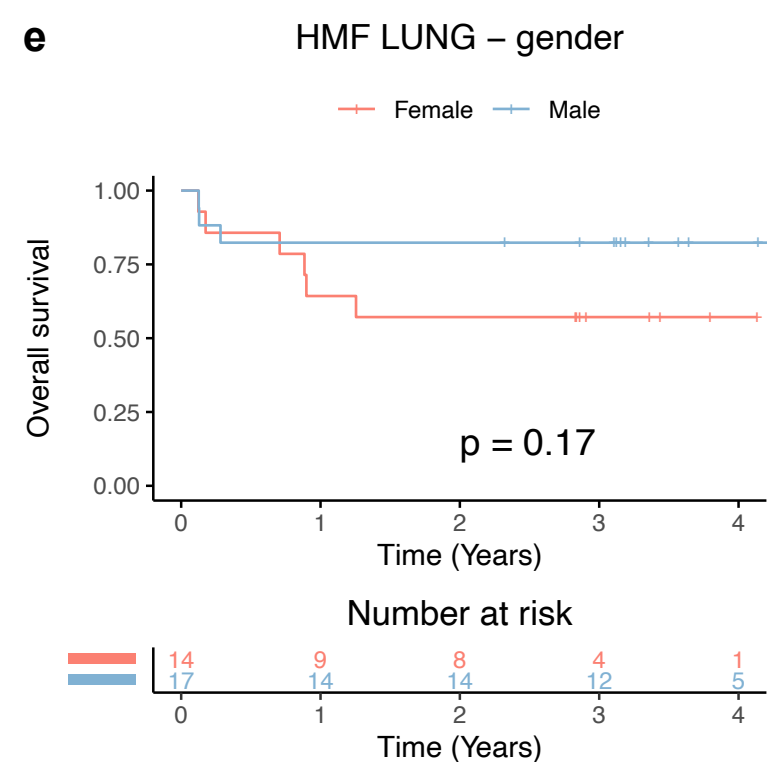 e
HMF LUNG – gender
Female Male
Overall survival
1.00
0.75
0.50
0.25
0.00
p = 0.17
0 1 2 3 4
Time (Years)
Number at risk
14 9 8 4 1
17 14 14 12 5
0 1 2 3 4
Time (Years)